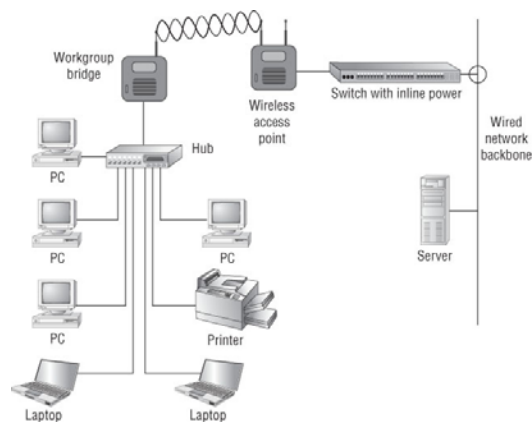 Workgroup
bridge
Wireless
access
point
Switch with inline power
Wired
network
backbone
Hub
PC
PC
PC
Server
PC
Printer
Laptop
Laptop